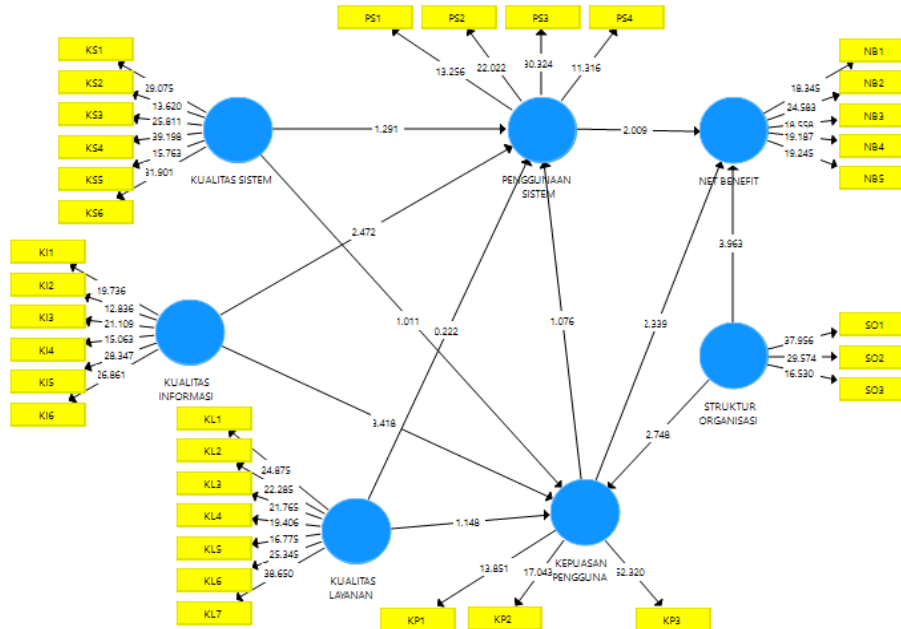 PS1
PS2
PS3
PS4
13.256
22.022
30.324
11.316
KS1
KS2
KS3
KS4
KS5
KS6
29.075
13.620
25.811
39.198
15.763
31.901
KUALITAS SISTEM
1.291
PENGGUNAAN
SISTEM
2.009
NET BENEFIT
NB1
NB2
NB3
NB4
NB5
18.345
24.583
18.558
19.187
19.245
2.472
3.963
KI1
KI2
KI3
KI4
KI5
KI6
19.736
12.836
21.109
15.063
28.347
26.861
KUALITAS
INFORMASI
1.011
0.222
1.076
2.339
SO1
SO2
SO3
37.956
29.574
16.530
STRUKTUR
ORGANISASI
3.418
2.748
KL1
KL2
KL3
KL4
KL5
KL6
KL7
24.875
22.285
21.765
19.406
16.775
25.345
38.650
KUALITAS
LAYANAN
1.148
KEPUASAN
PENGGUNA
13.851
17.043
KP1
KP2
KP3